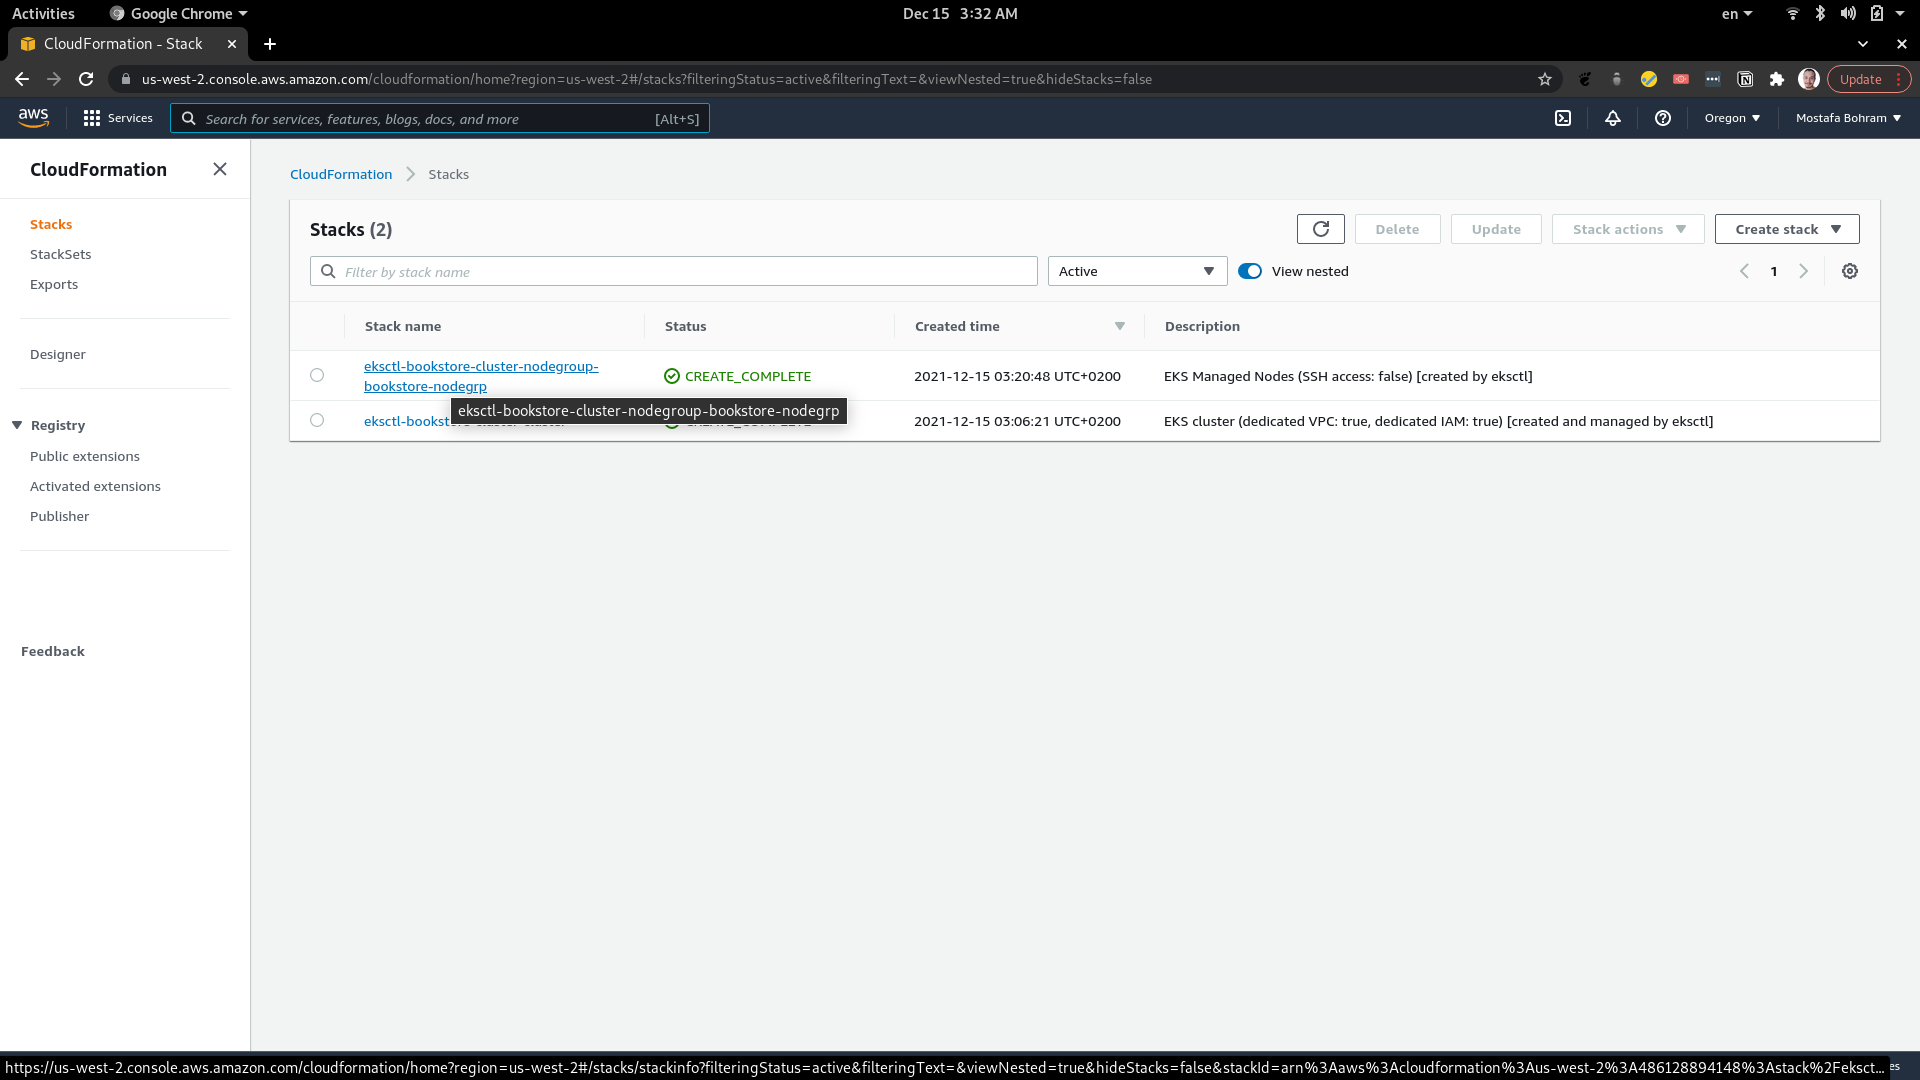 Activities Google Chrome Dec 15 3:32 AM en
CloudFormation - Stack
us-west-2.console.aws.amazon.com/cloudformation/home?region=us-west-2#/stacks?filteringStatus=active&filteringText=&viewNested=true&hideStacks=false Update
aws Services Search for services, features, blogs, docs, and more [Alt+S] Oregon Mostafa Bohram
CloudFormation
Stacks
StackSets
Exports
Designer
Registry
Public extensions
Activated extensions
Publisher
Feedback
CloudFormation Stacks
Stacks (2) Delete Update Stack actions Create stack
Filter by stack name Active View nested 1
Stack name Status Created time Description
eksctl-bookstore-cluster-nodegroup-
bookstore-nodegrp CREATE_COMPLETE 2021-12-15 03:20:48 UTC+0200 EKS Managed Nodes (SSH access: false) [created by eksctl]
eksctl-bookstore-cluster-nodegroup-bookstore-nodegrp
eksctl-bookstore-cluster-cluster CREATE_COMPLETE 2021-12-15 03:06:21 UTC+0200 EKS cluster (dedicated VPC: true, dedicated IAM: true) [created and managed by eksctl]
https://us-west-2.console.aws.amazon.com/cloudformation/home?region=us-west-2#/stacks/stackinfo?filteringStatus=active&filteringText=&viewNested=true&hideStacks=false&stackId=arn%3Aaws%3Acloudformation%3Aus-west-2%3A486128894148%3Astack%2Feksct... es